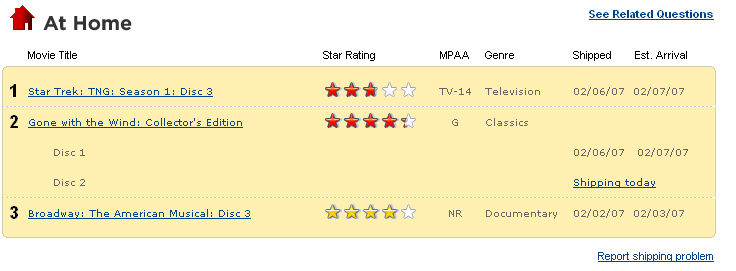 At Home
See Related Questions
Movie Title Star Rating MPAA Genre Shipped Est. Arrival
1 Star Trek: TNG: Season 1: Disc 3 TV-14 Television 02/06/07 02/07/07
2 Gone with the Wind: Collector's Edition G Classics
Disc 1 02/06/07 02/07/07
Disc 2 Shipping today
3 Broadway: The American Musical: Disc 3 NR Documentary 02/02/07 02/03/07
Report shipping problem